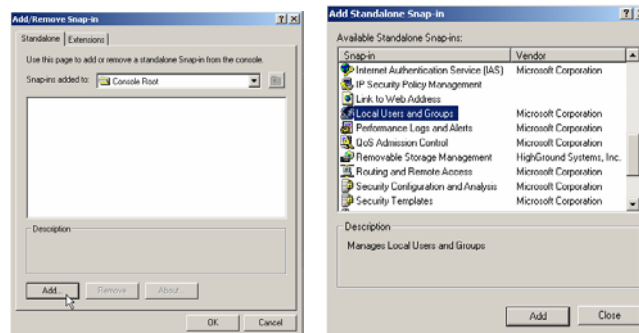 Add/Remove Snap-in
Standalone Extensions
Use this page to add or remove a standalone Snap-in from the console.
Snap-ins added to: Console Root
Description
Add... Remove About...
OK Cancel
Add Standalone Snap-in
Available Standalone Snap-ins:
Snap-in Vendor
Internet Authentication Service (IAS) Microsoft Corporation
IP Security Policy Management
Link to Web Address
Local Users and Groups Microsoft Corporation
Performance Logs and Alerts Microsoft Corporation
QoS Admission Control Microsoft Corporation
Removable Storage Management HighGround Systems, Inc.
Routing and Remote Access Microsoft Corporation
Security Configuration and Analysis Microsoft Corporation
Security Templates Microsoft Corporation
Description
Manages Local Users and Groups
Add Close